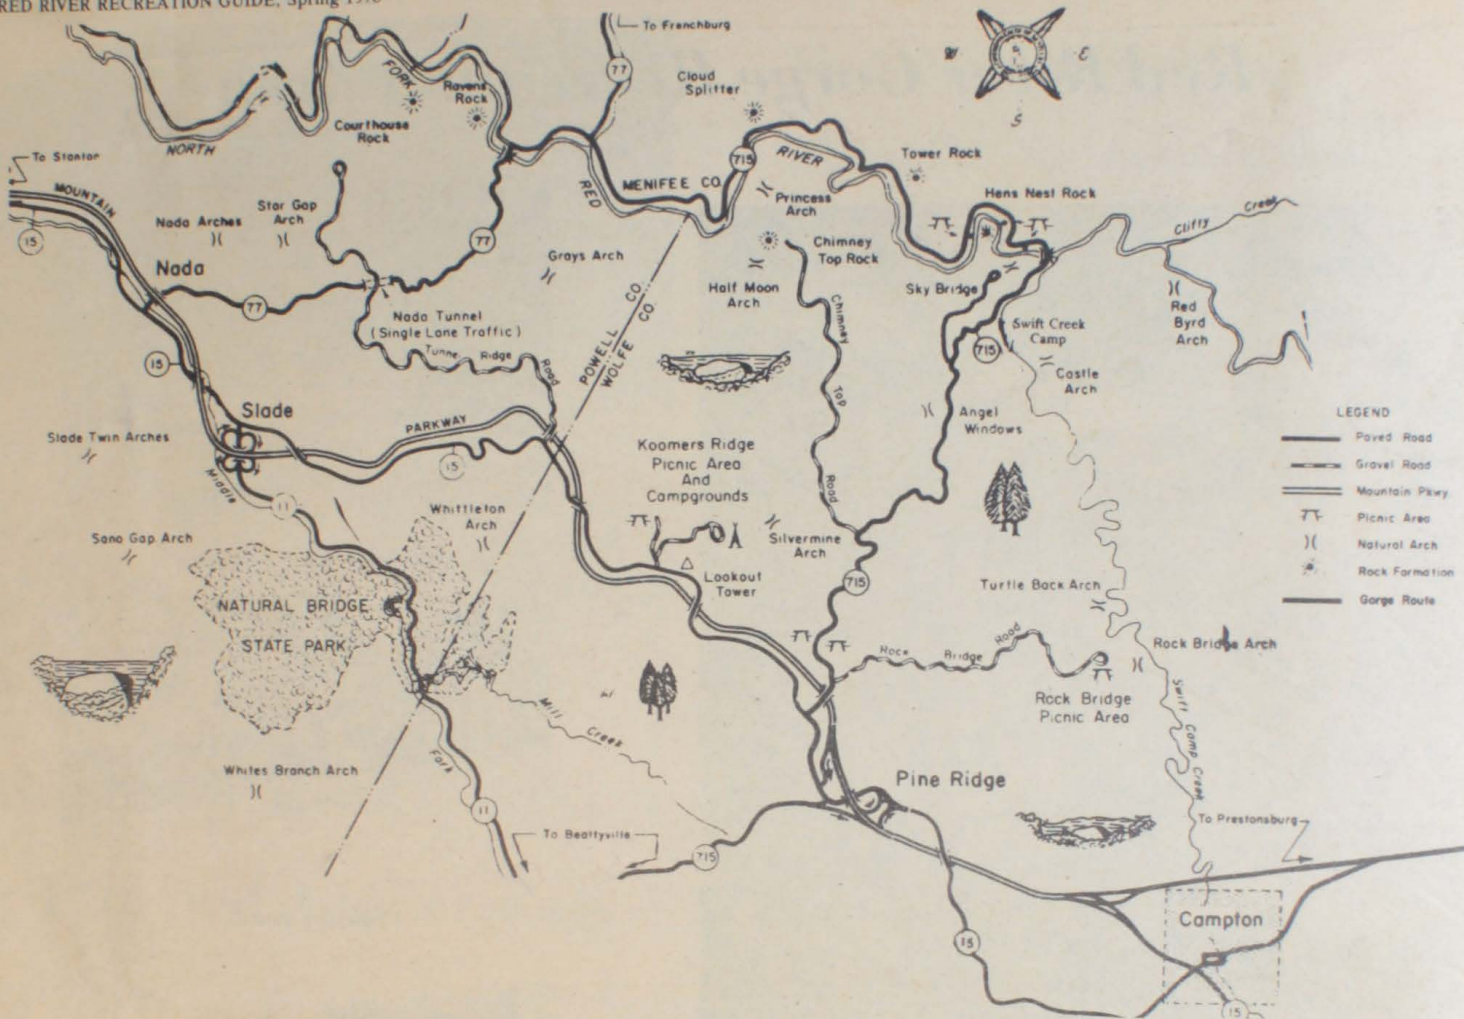 RED RIVER RECREATION GUIDE, Spring
To Frenchburg
77
Cloud
Splitter
E
S
FORK
Ravens
Rock
Courthouse
Rock
NORTH
To Stanton
MOUNTAIN
15
Nada Arches
Star Gap
Arch
Nada
77
77
Nada Tunnel
(Single Lane Traffic)
Tunnel Ridge Road
RED
MENIFEE CO.
715
RIVER
Princess
Arch
Tower Rock
Hens Nest Rock
Clifty Creek
Grays Arch
POWELL CO.
WOLFE CO.
Half Moon
Arch
Chimney
Top Rock
Chimney
Top
Road
Sky Bridge
Swift Creek
Camp
715
Castle
Arch
Red
Byrd
Arch
15
Slade
Slade Twin Arches
PARKWAY
15
Middle
11
Koomers Ridge
Picnic Area
And
Campgrounds
Angel
Windows
LEGEND
Paved Road
Gravel Road
Mountain Pkwy.
Picnic Area
Natural Arch
Rock Formation
Gorge Route
Sano Gap Arch
Whittleton
Arch
Silvermine
Arch
Lookout
Tower
715
Turtle Back Arch
NATURAL BRIDGE
STATE PARK
Rock Bridge Road
Rock Bridge Arch
Rock Bridge
Picnic Area
Mill Creek
Swift Camp Creek
Whites Branch Arch
Fork
11
To Beattyville
715
Pine Ridge
To Prestonsburg
Campton
15
15